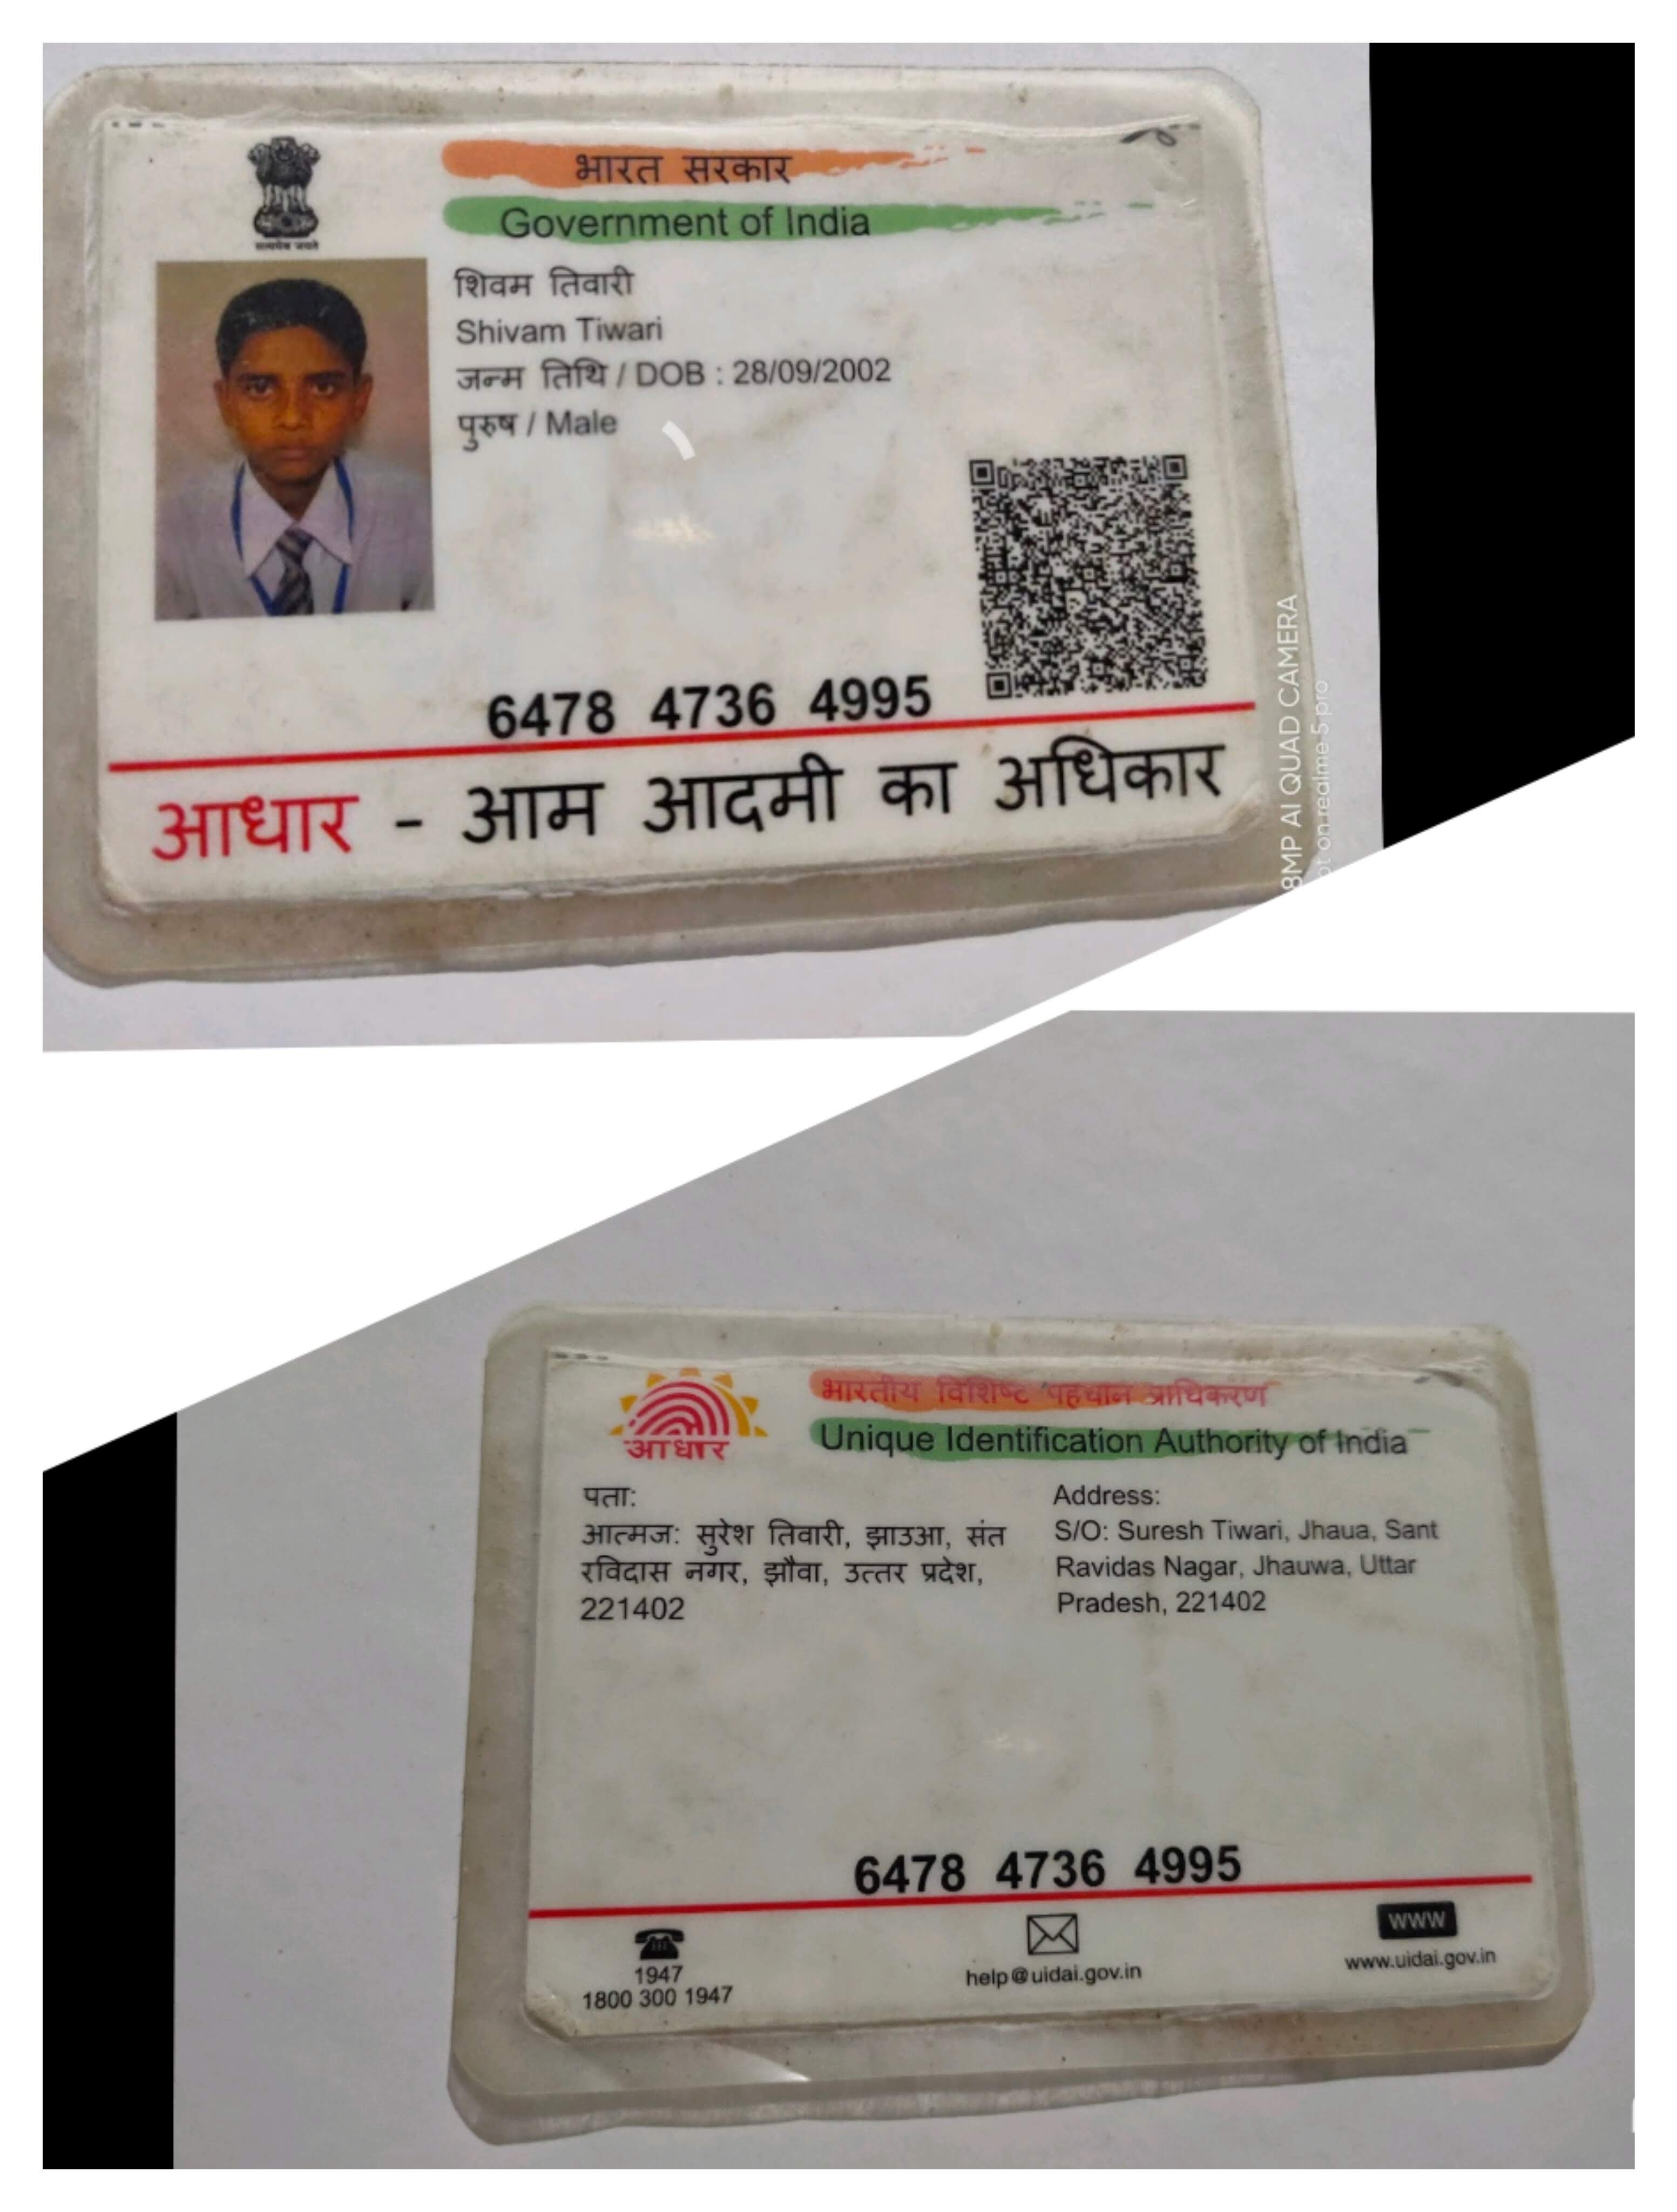 भारत सरकार
Government of India
सत्यमेव जयते
शिवम तिवारी
Shivam Tiwari
जन्म तिथि / DOB : 28/09/2002
पुरुष / Male
6478 4736 4995
आधार - आम आदमी का अधिकार
8MP AI QUAD CAMERA
ot on realme 5 pro
भारतीय विशिष्ट पहचान प्राधिकरण
Unique Identification Authority of India
आधार
पता:
आत्मज: सुरेश तिवारी, झाउआ, संत
रविदास नगर, झौवा, उत्तर प्रदेश,
221402
Address:
S/O: Suresh Tiwari, Jhaua, Sant
Ravidas Nagar, Jhauwa, Uttar
Pradesh, 221402
6478 4736 4995
1947
1800 300 1947
help@uidai.gov.in
www
www.uidai.gov.in